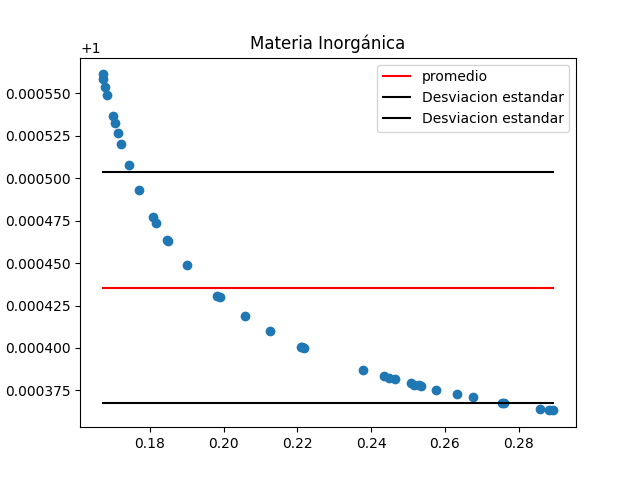 Materia Inorgánica
+1
promedio
Desviacion estandar
Desviacion estandar
0.000550
0.000525
0.000500
0.000475
0.000450
0.000425
0.000400
0.000375
0.18 0.20 0.22 0.24 0.26 0.28